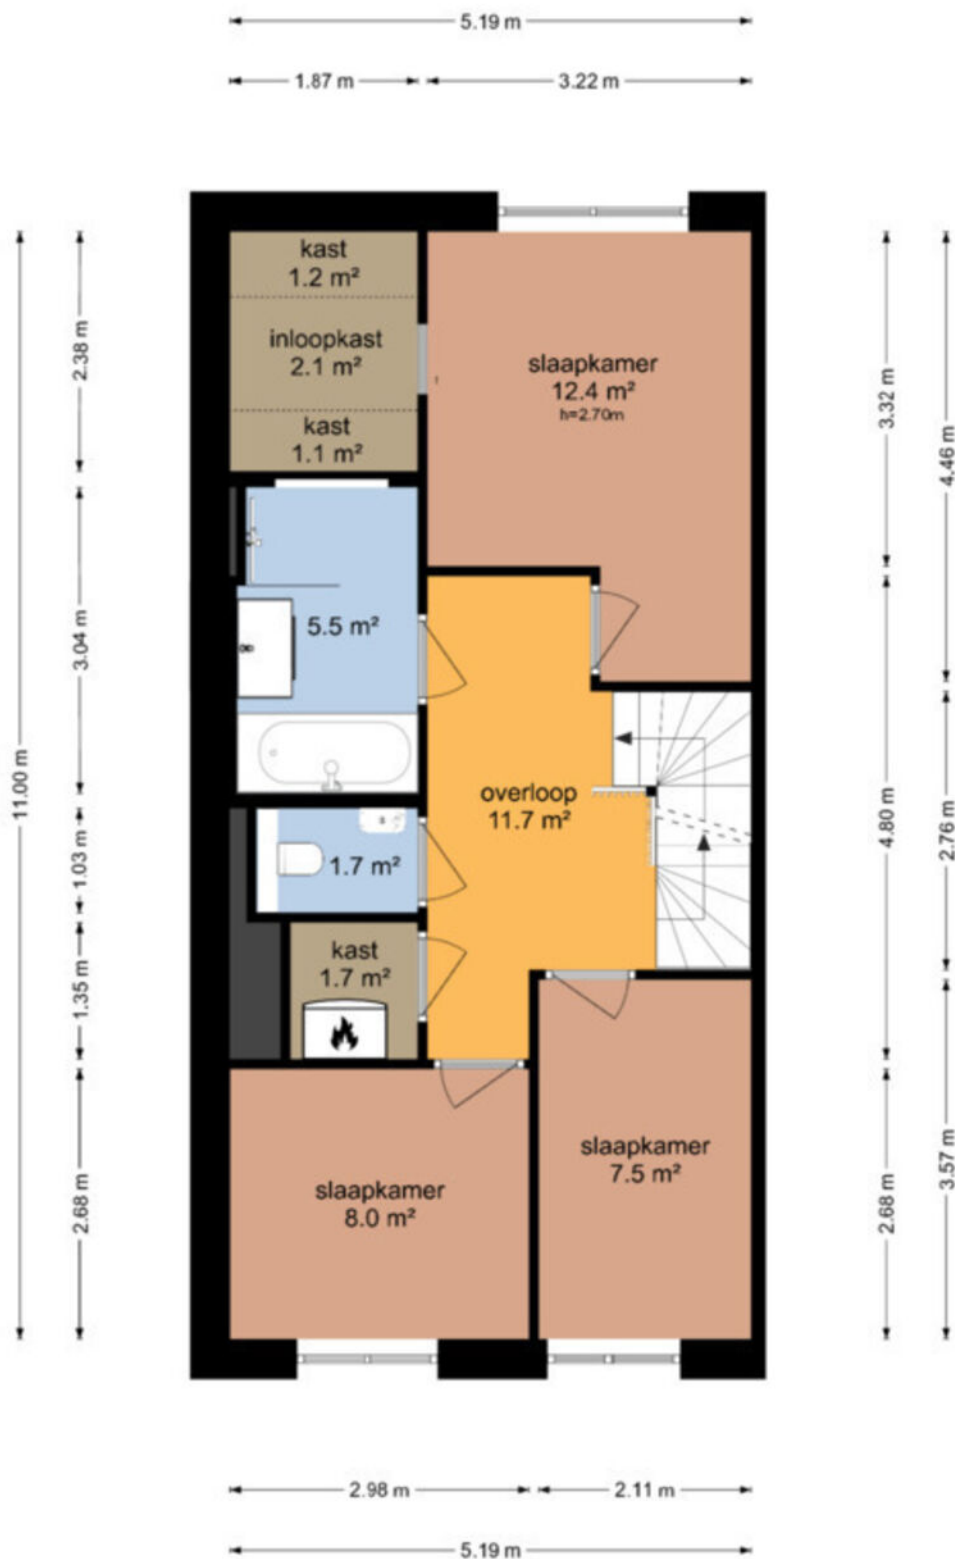 5.19 m
1.87 m
3.22 m
kast
1.2 m²
inloopkast
2.1 m²
kast
1.1 m²
slaapkamer
12.4 m²
h=2.70m
5.5 m²
overloop
11.7 m²
1.7 m²
kast
1.7 m²
slaapkamer
8.0 m²
slaapkamer
7.5 m²
11.00 m
2.38 m
3.04 m
1.03 m
1.35 m
2.68 m
3.32 m
4.80 m
2.68 m
4.46 m
2.76 m
3.57 m
2.98 m
2.11 m
5.19 m